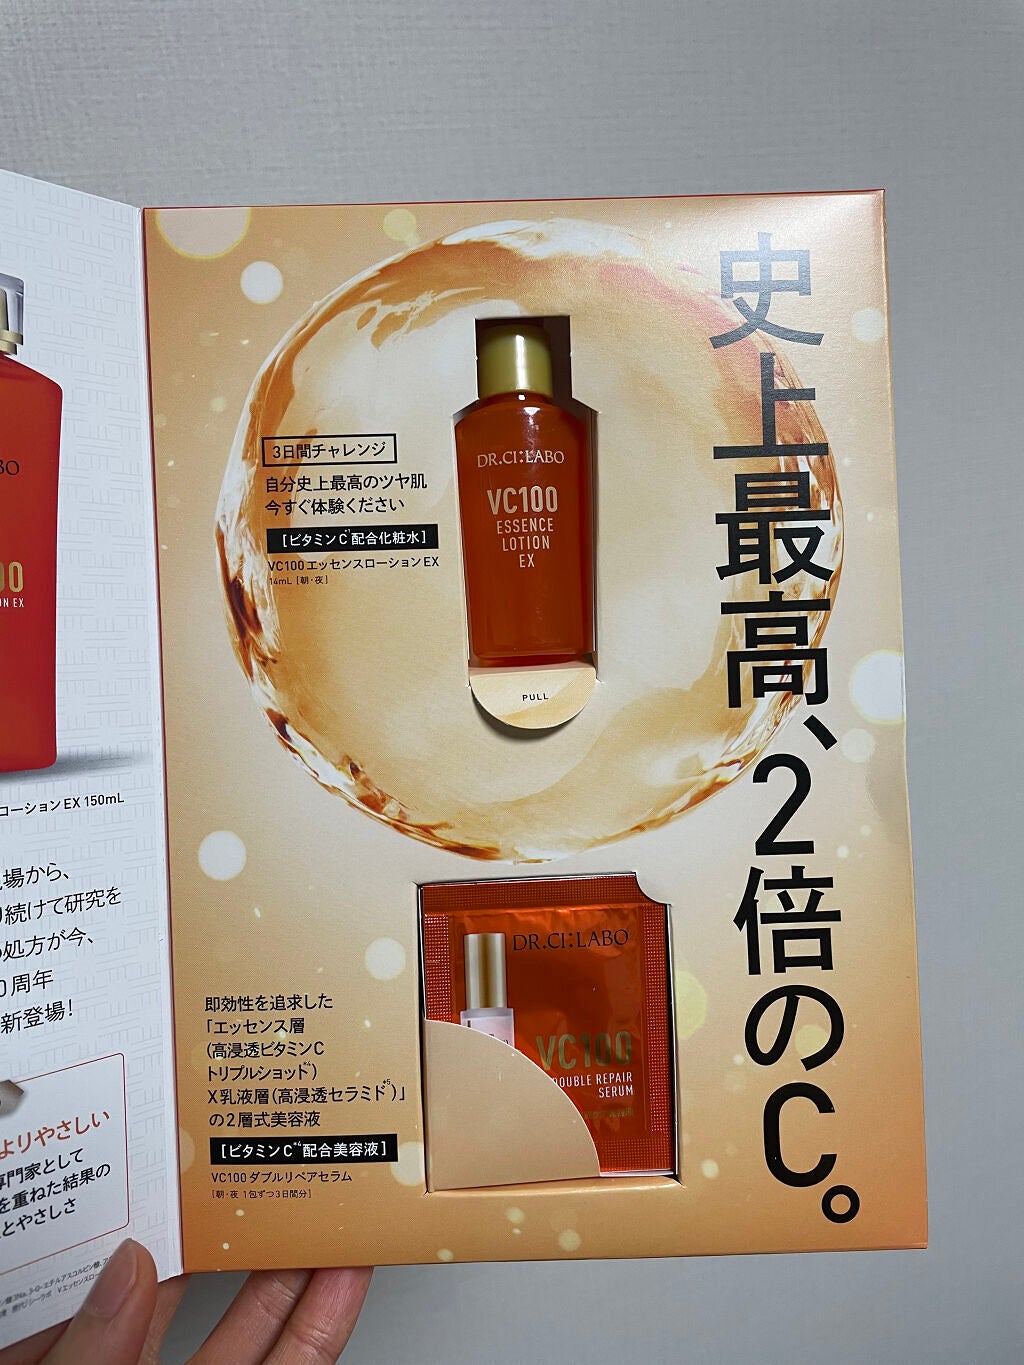 史上最高、2倍のC。
3日間チャレンジ
自分史上最高のツヤ肌
今すぐ体験ください
[ビタミンC*配合化粧水]
VC100エッセンスローションEX
14mL [朝・夜]
DR.CI:LABO
VC100
ESSENCE
LOTION
EX
PULL
即効性を追求した
「エッセンス層
(高浸透ビタミンC
トリプルショット*4)
X乳液層(高浸透セラミド*5)」
の2層式美容液
[ビタミンC*4配合美容液]
VC100ダブルリペアセラム
[朝・夜 1包ずつ3日間分]
DR.CI:LABO
VC100
DOUBLE REPAIR
SERUM
BO
00
ON EX
コーションEX 150mL
場から、
続けて研究を
処方が今、
0周年
新登場!
よりやさしい
専門家として
を重ねた結果の
とやさしさ